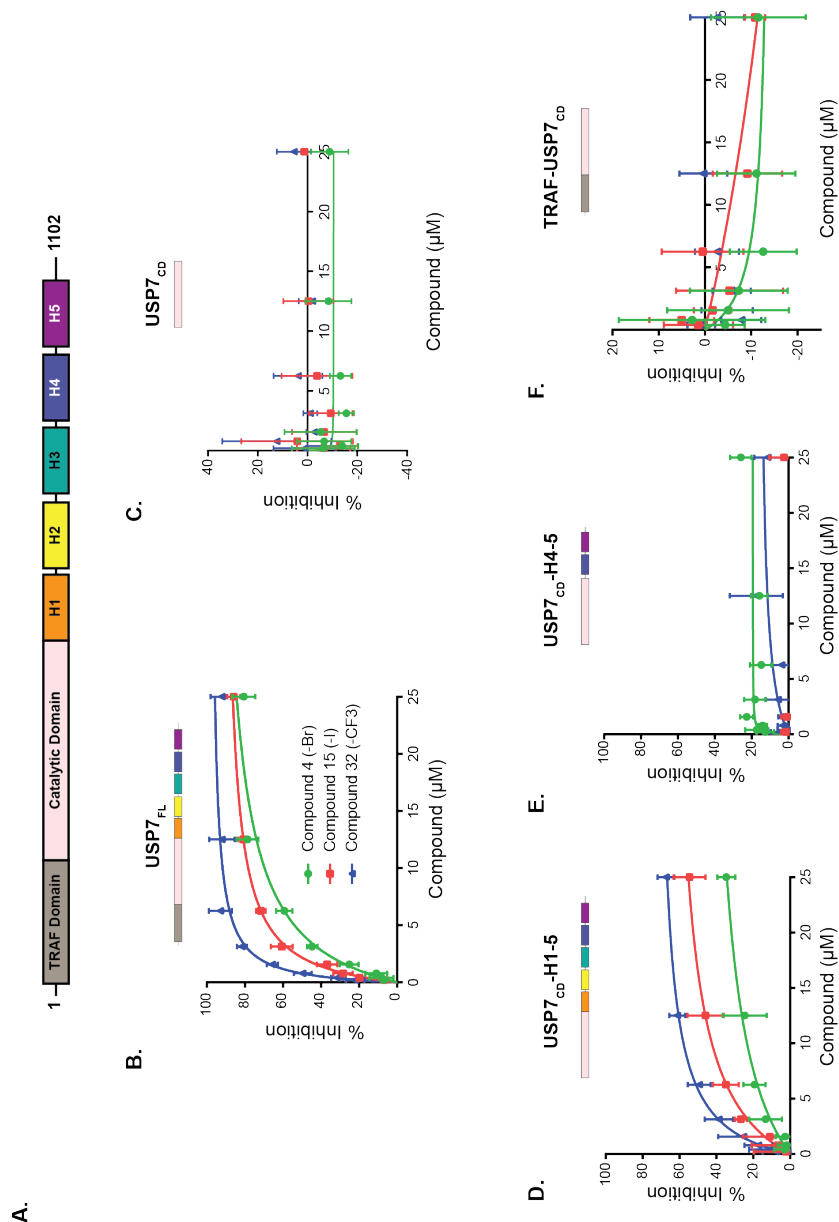 A.
1
TRAF Domain
Catalytic Domain
H1
H2
H3
H4
H5
1102
B.
USP7FL
% Inhibition
100
80
60
40
20
0
0
5
10
15
20
25
Compound (µM)
Compound 4 (-Br)
Compound 15 (-I)
Compound 32 (-CF3)
C.
USP7CD
% Inhibition
40
20
0
-20
-40
5
10
15
20
25
Compound (µM)
D.
USP7CD-H1-5
% Inhibition
100
80
60
40
20
0
0
5
10
15
20
25
Compound (µM)
E.
USP7CD-H4-5
% Inhibition
100
80
60
40
20
0
0
5
10
15
20
25
Compound (µM)
F.
TRAF-USP7CD
% Inhibition
20
10
0
-10
-20
5
10
15
20
25
Compound (µM)